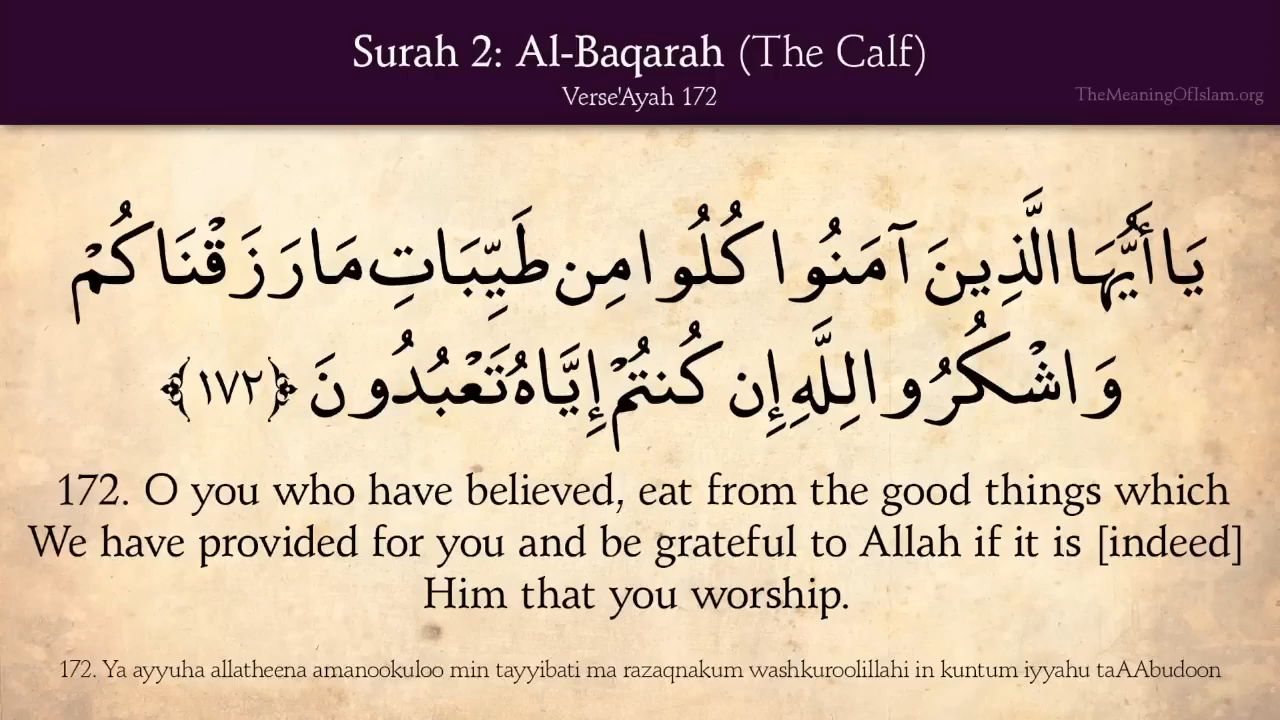 Surah 2: Al-Baqarah (The Calf)
Verse'Ayah 172
TheMeaningOfIslam.org
يَا أَيُّهَا الَّذِينَ آمَنُوا كُلُوا مِن طَيِّبَاتِ مَا رَزَقْنَاكُمْ
وَاشْكُرُوا لِلَّهِ إِن كُنتُمْ إِيَّاهُ تَعْبُدُونَ ﴿١٧٢﴾
172. O you who have believed, eat from the good things which
We have provided for you and be grateful to Allah if it is [indeed]
Him that you worship.
172. Ya ayyuha allatheena amanookuloo min tayyibati ma razaqnakum washkuroolillahi in kuntum iyyahu taAAbudoon